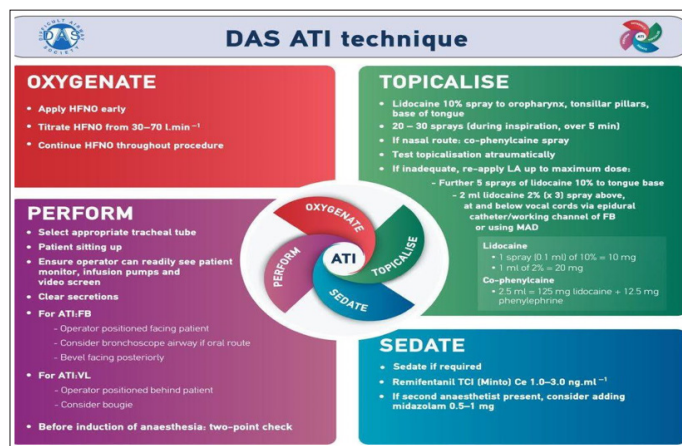 DIFFICULT AIRWAY SOCIETY
DAS
DAS ATI technique
ATI
OXYGENATE
• Apply HFNO early
• Titrate HFNO from 30–70 l.min⁻¹
• Continue HFNO throughout procedure
TOPICALISE
• Lidocaine 10% spray to oropharynx, tonsillar pillars,
base of tongue
• 20 – 30 sprays (during inspiration, over 5 min)
• If nasal route: co-phenylcaine spray
• Test topicalisation atraumatically
• If inadequate, re-apply LA up to maximum dose:
- Further 5 sprays of lidocaine 10% to tongue base
- 2 ml lidocaine 2% (x 3) spray above,
at and below vocal cords via epidural
catheter/working channel of FB
or using MAD
Lidocaine
• 1 spray (0.1 ml) of 10% = 10 mg
• 1 ml of 2% = 20 mg
Co-phenylcaine
• 2.5 ml = 125 mg lidocaine + 12.5 mg
phenylephrine
PERFORM
• Select appropriate tracheal tube
• Patient sitting up
• Ensure operator can readily see patient
monitor, infusion pumps and
video screen
• Clear secretions
• For ATI:FB
- Operator positioned facing patient
- Consider bronchoscope airway if oral route
- Bevel facing posteriorly
• For ATI:VL
- Operator positioned behind patient
- Consider bougie
• Before induction of anaesthesia: two-point check
OXYGENATE
TOPICALISE
SEDATE
PERFORM
ATI
SEDATE
• Sedate if required
• Remifentanil TCI (Minto) Ce 1.0–3.0 ng.ml⁻¹
• If second anaesthetist present, consider adding
midazolam 0.5–1 mg